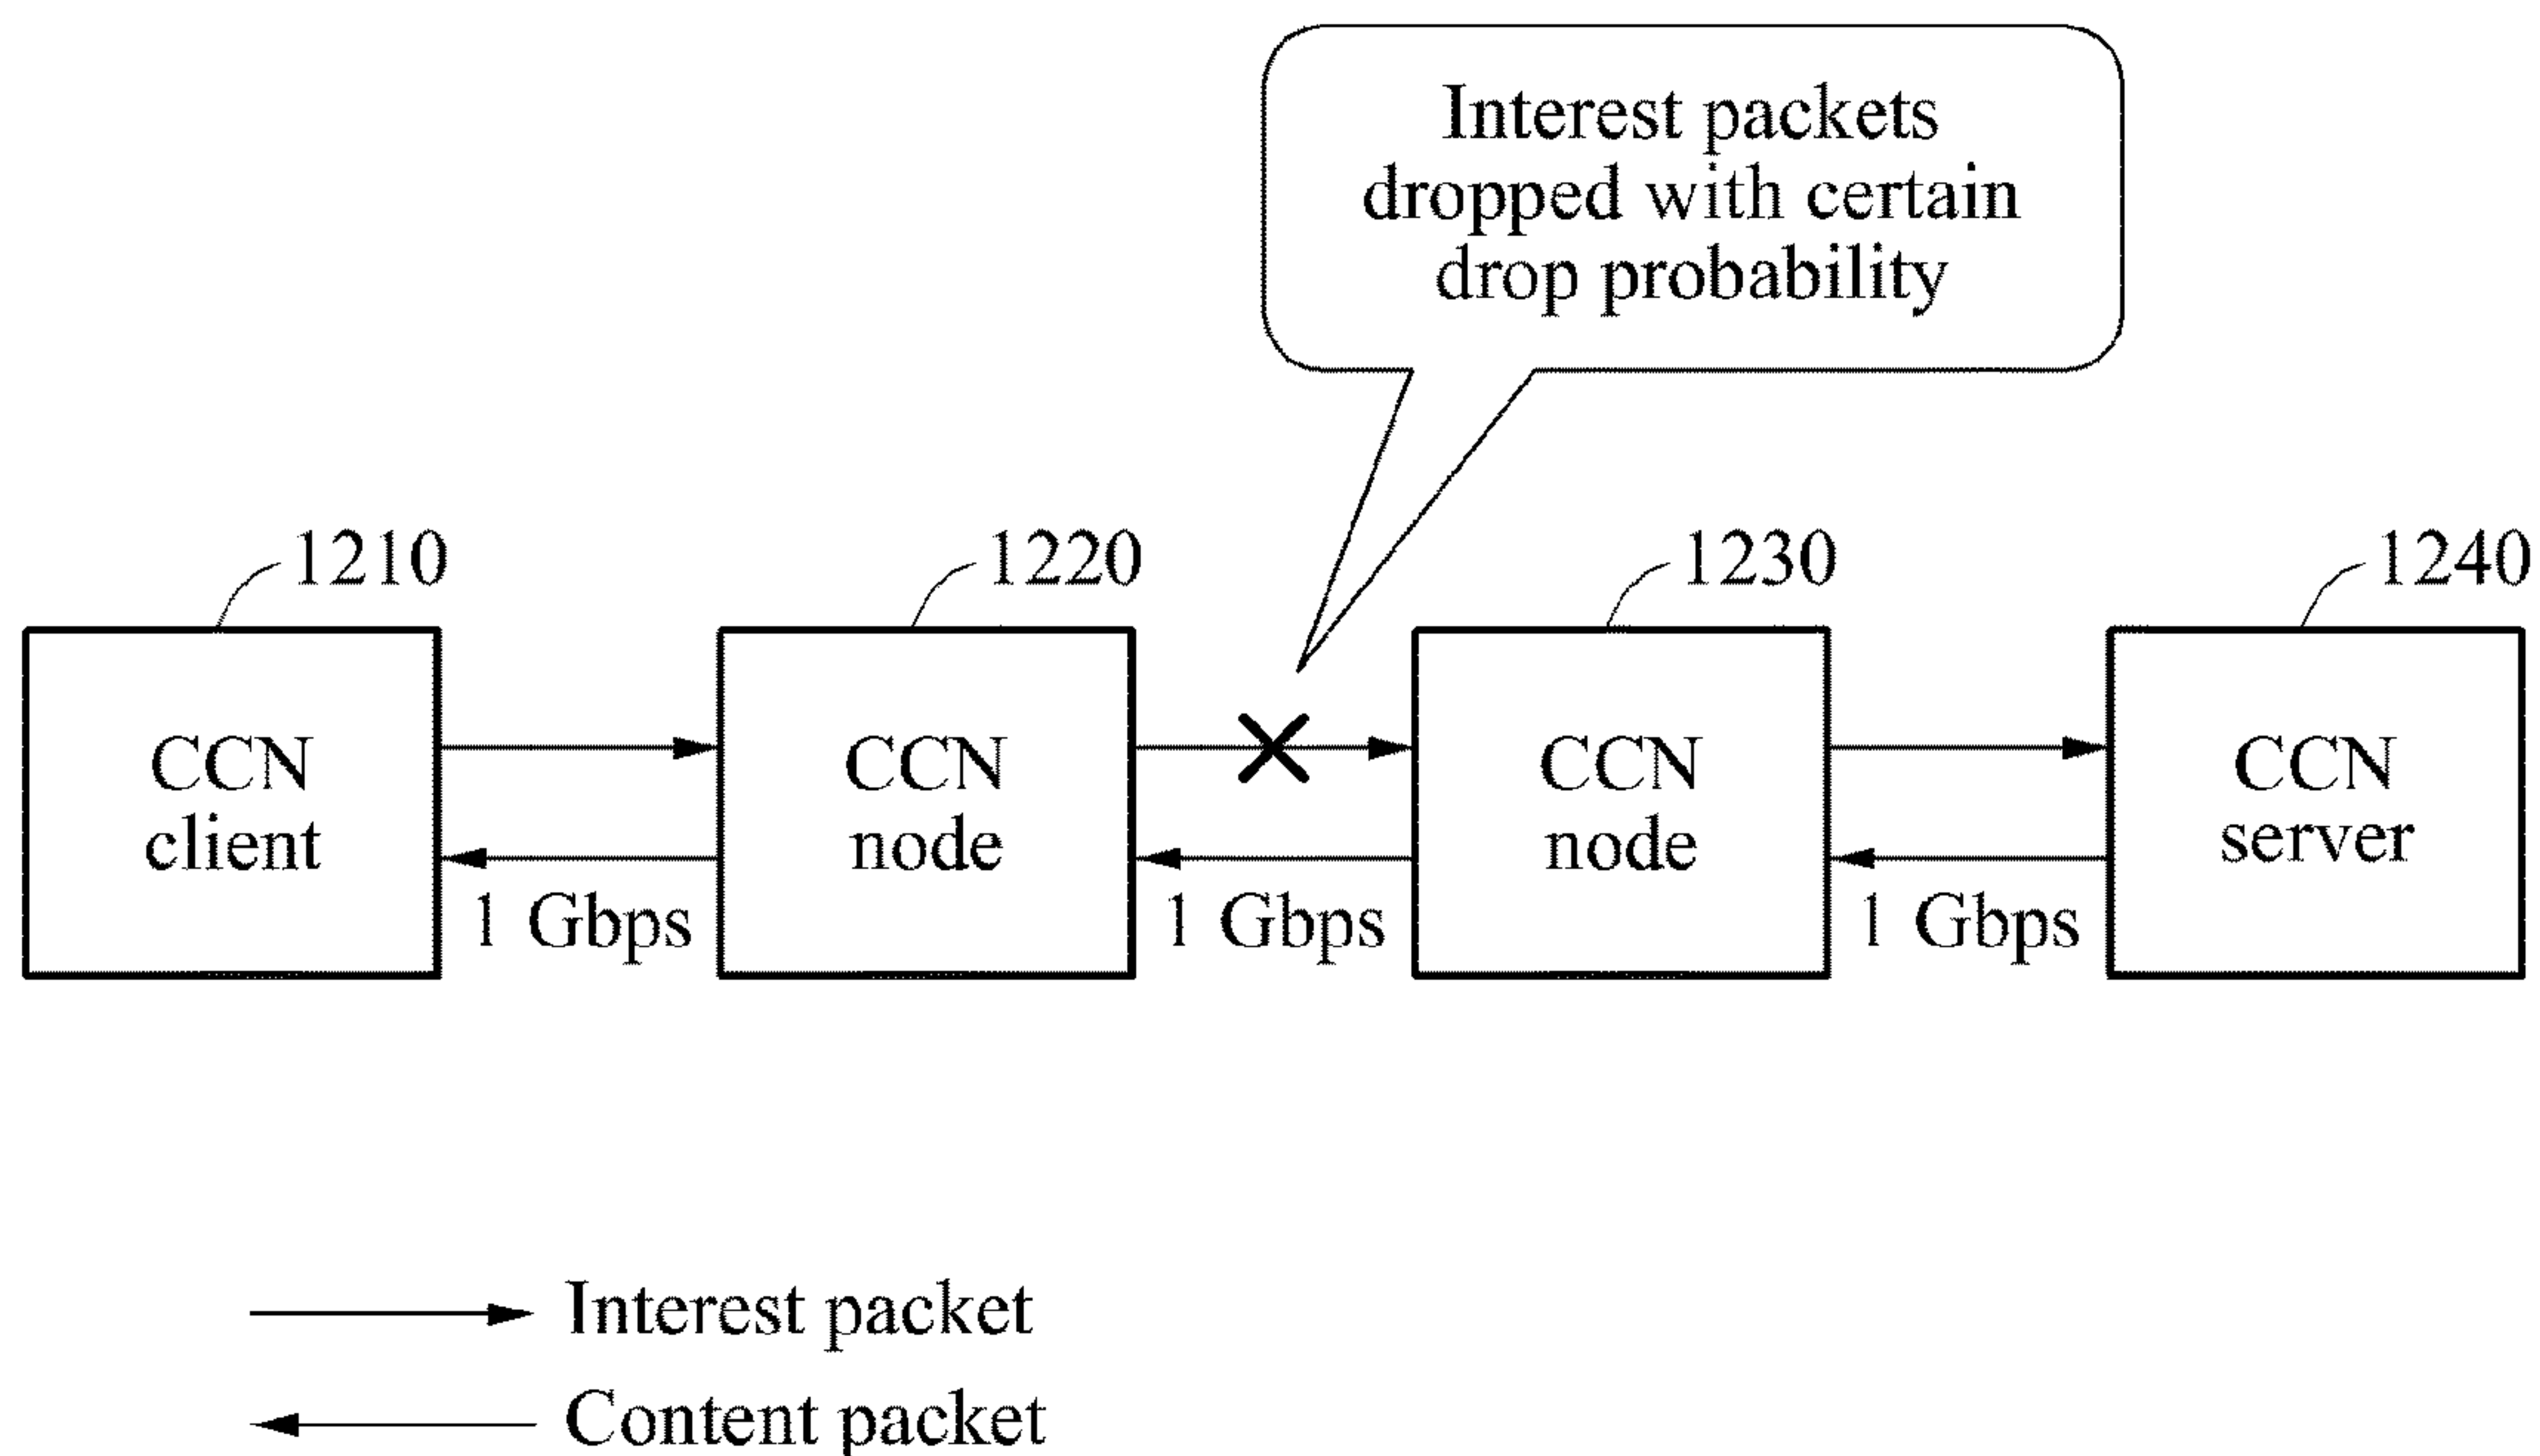 Interest packets
dropped with certain
drop probability
1210
1220
1230
1240
CCN
client
CCN
node
CCN
node
CCN
server
1 Gbps
1 Gbps
1 Gbps
Interest packet
Content packet